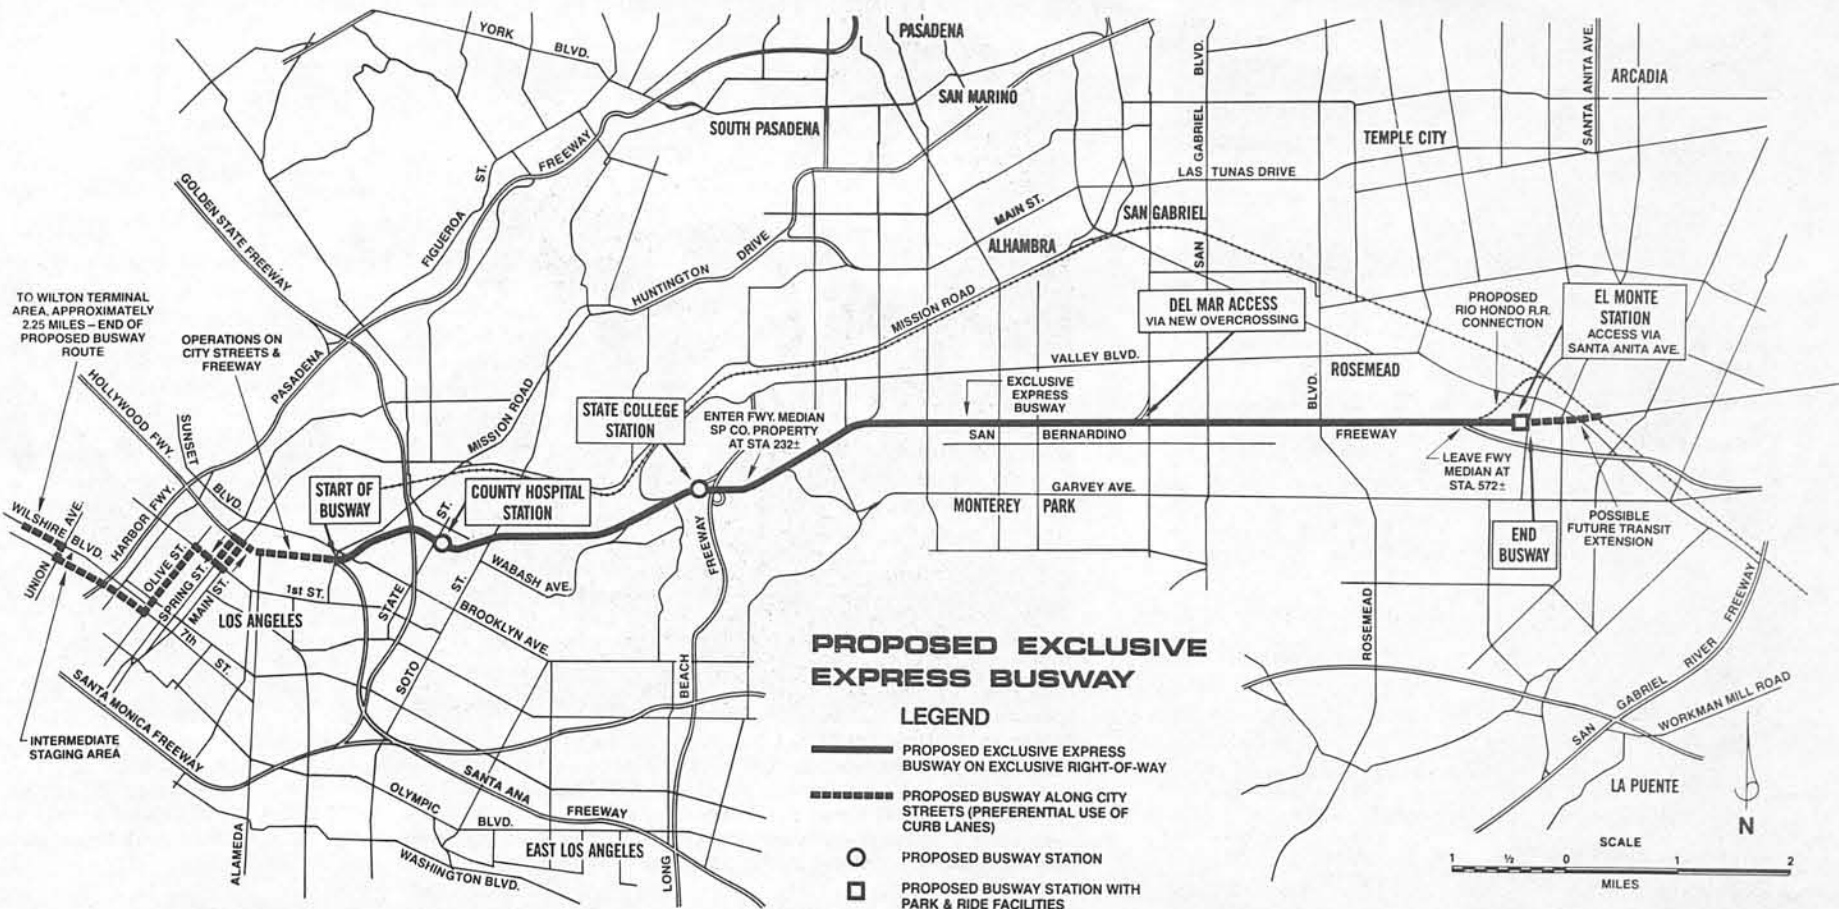 PASADENA
YORK BLVD.
SAN MARINO
SOUTH PASADENA
ARCADIA
SANTA ANITA AVE.
TEMPLE CITY
SAN GABRIEL BLVD.
LAS TUNAS DRIVE
MAIN ST.
SAN GABRIEL
ALHAMBRA
GOLDEN STATE FREEWAY
FIGUEROA ST.
PASADENA FREEWAY
HUNTINGTON DRIVE
MISSION ROAD
MISSION ROAD
TO WILTON TERMINAL
AREA, APPROXIMATELY
2.25 MILES – END OF
PROPOSED BUSWAY
ROUTE
OPERATIONS ON
CITY STREETS &
FREEWAY
HOLLYWOOD FWY.
SUNSET BLVD.
WILSHIRE BLVD.
UNION AVE.
HARBOR FWY.
OLIVE ST.
SPRING ST.
MAIN ST.
1st ST.
7th ST.
LOS ANGELES
START OF
BUSWAY
COUNTY HOSPITAL
STATION
STATE COLLEGE
STATION
ENTER FWY. MEDIAN
SP CO. PROPERTY
AT STA 232±
EXCLUSIVE
EXPRESS
BUSWAY
VALLEY BLVD.
DEL MAR ACCESS
VIA NEW OVERCROSSING
PROPOSED
RIO HONDO R.R.
CONNECTION
EL MONTE
STATION
ACCESS VIA
SANTA ANITA AVE.
ROSEMEAD
SAN BERNARDINO FREEWAY
LEAVE FWY
MEDIAN AT
STA. 572±
GARVEY AVE.
MONTEREY PARK
END
BUSWAY
POSSIBLE
FUTURE TRANSIT
EXTENSION
ROSEMEAD BLVD.
STATE ST.
SOTO ST.
WABASH AVE.
BROOKLYN AVE.
LONG BEACH FREEWAY
SANTA MONICA FREEWAY
INTERMEDIATE
STAGING AREA
SANTA ANA FREEWAY
OLYMPIC BLVD.
EAST LOS ANGELES
WASHINGTON BLVD.
ALAMEDA
SAN GABRIEL RIVER FREEWAY
WORKMAN MILL ROAD
LA PUENTE
PROPOSED EXCLUSIVE
EXPRESS BUSWAY
LEGEND
PROPOSED EXCLUSIVE EXPRESS
BUSWAY ON EXCLUSIVE RIGHT-OF-WAY
PROPOSED BUSWAY ALONG CITY
STREETS (PREFERENTIAL USE OF
CURB LANES)
PROPOSED BUSWAY STATION
PROPOSED BUSWAY STATION WITH
PARK & RIDE FACILITIES
N
SCALE
1 ½ 0 1 2
MILES